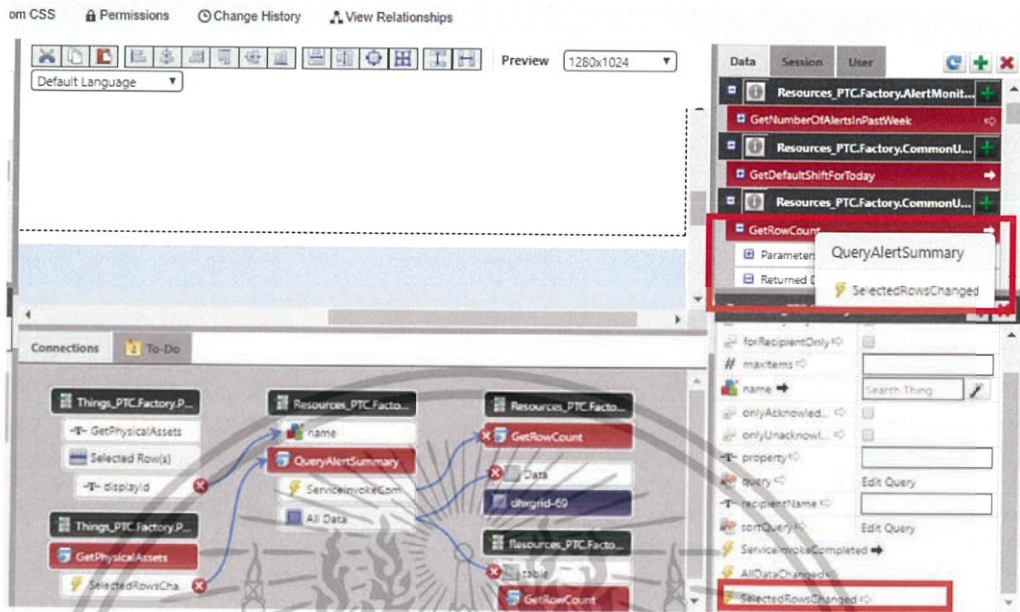 om CSS Permissions Change History View Relationships
Preview 1280x1024
Default Language
Data Session User
Resources_PTC.Factory.AlertMonit...
GetNumberOfAlertsInPastWeek
Resources_PTC.Factory.CommonU...
GetDefaultShiftForToday
Resources_PTC.Factory.CommonU...
GetRowCount
QueryAlertSummary
Parameter
Returned D
SelectedRowsChanged
Connections To-Do
Things_PTC.Factory.P...
-T- GetPhysicalAssets
Selected Row(s)
-T- displayId
Things_PTC.Factory.P...
GetPhysicalAssets
SelectedRowsCha..
Resources_PTC.Facto...
name
QueryAlertSummary
ServiceInvokeCom
All Data
Resources_PTC.Facto...
GetRowCount
Data
dhxgrid-69
Resources_PTC.Facto...
table
GetRowCount
forRecipientOnly
# maxItems
name Search Thing
onlyAcknowled...
onlyUnacknowl...
-T- property
query Edit Query
-T- recipientName
sortQuery Edit Query
ServiceInvokeCompleted
AllDataChanged
SelectedRowsChanged